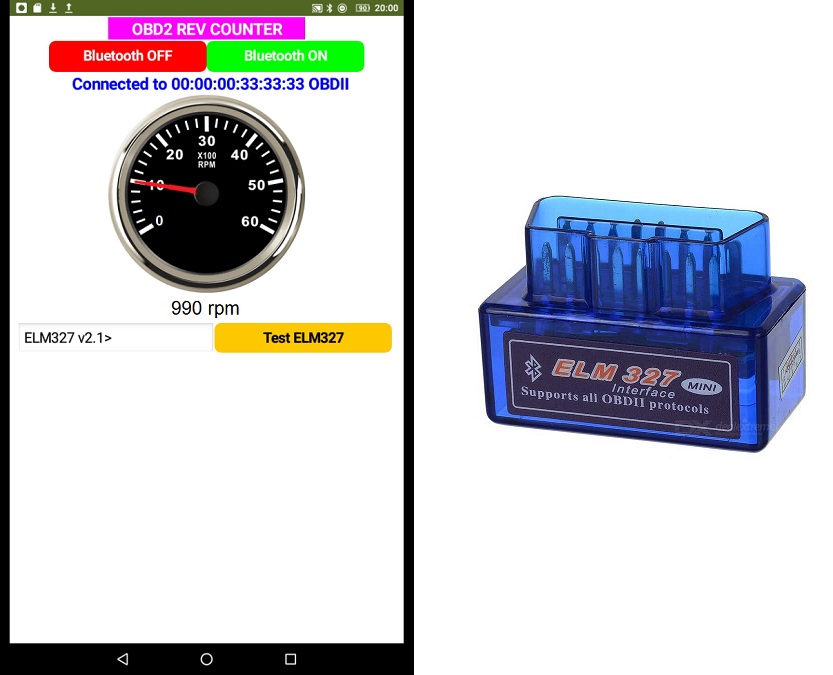 90 20:00
OBD2 REV COUNTER
Bluetooth OFF Bluetooth ON
Connected to 00:00:00:33:33:33 OBDII
0 10 20 30 40 50 60
X100
RPM
990 rpm
ELM327 v2.1> Test ELM327
ELM 327
Interface MINI
Supports all OBDII protocols